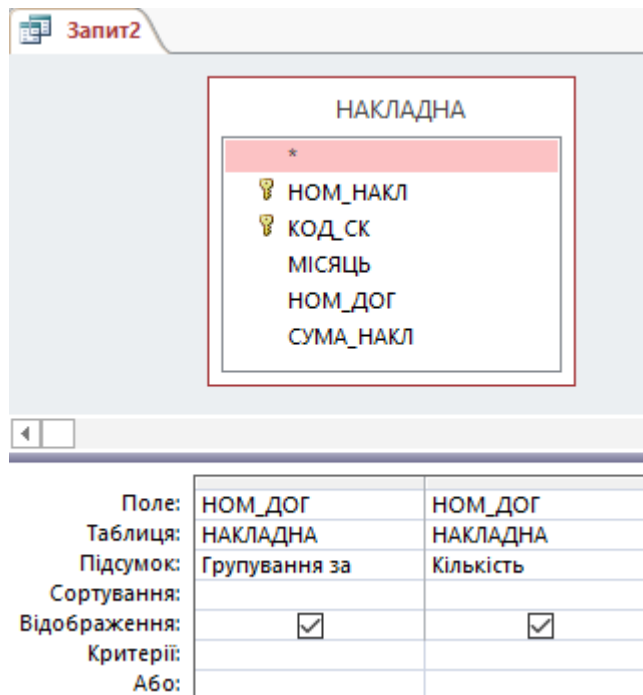 Запит2
НАКЛАДНА
*
НОМ_НАКЛ
КОД_СК
МІСЯЦЬ
НОМ_ДОГ
СУМА_НАКЛ
Поле: НОМ_ДОГ НОМ_ДОГ
Таблиця: НАКЛАДНА НАКЛАДНА
Підсумок: Групування за Кількість
Сортування:
Відображення:
Критерії:
Або: